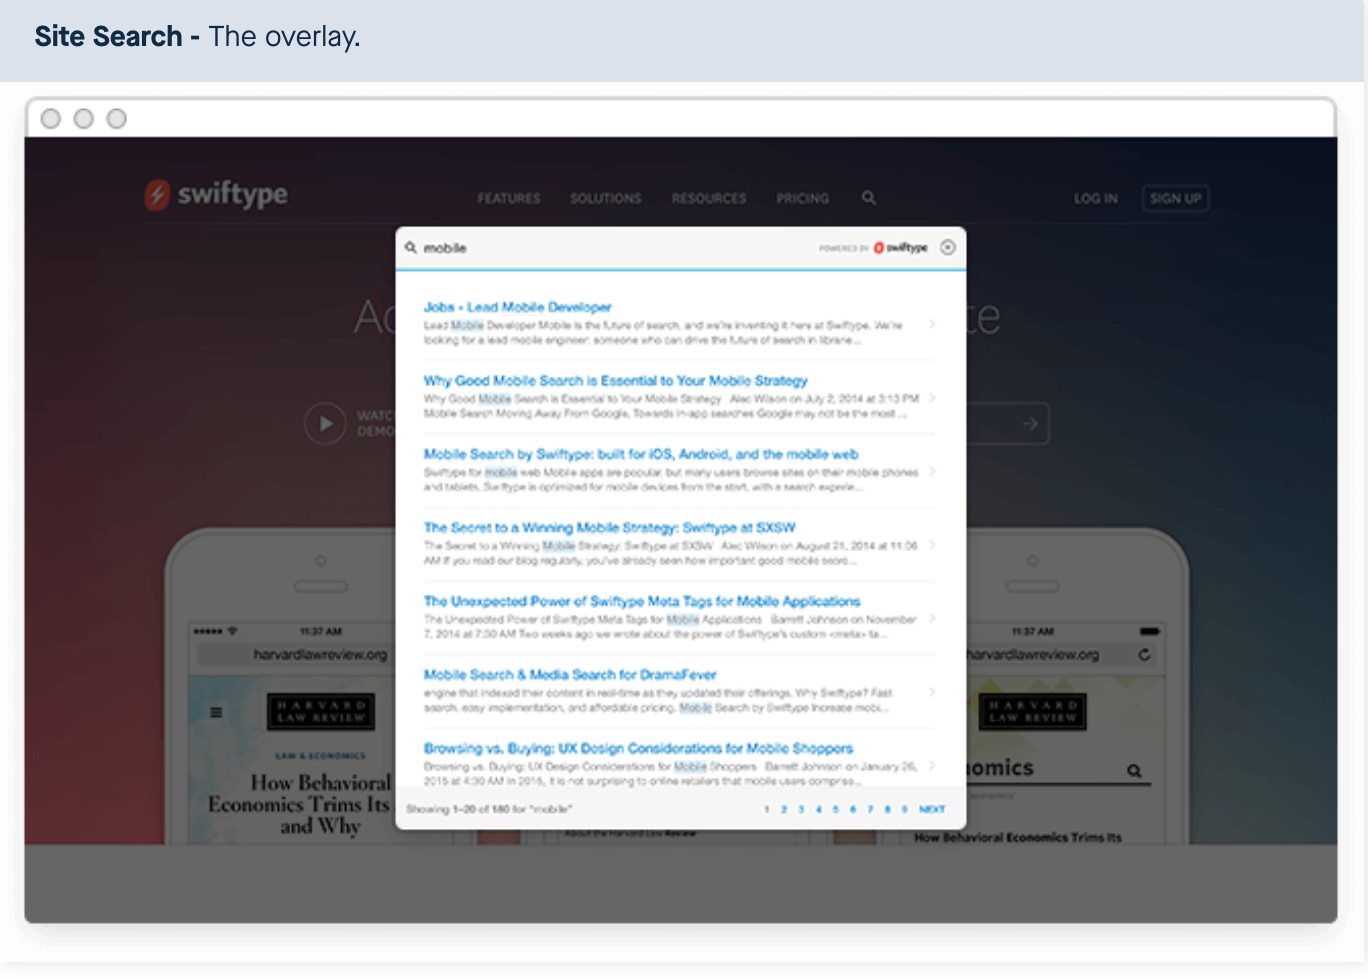 Site Search - The overlay.
swiftype
FEATURES SOLUTIONS RESOURCES PRICING
LOG IN SIGN UP
mobile
POWERED BY swiftype
Jobs - Lead Mobile Developer
Lead Mobile Developer Mobile is the future of search, and we're inventing it here at Swiftype. We're
looking for a lead mobile engineer: someone who can drive the future of search in librarie...
Why Good Mobile Search is Essential to Your Mobile Strategy
Why Good Mobile Search is Essential to Your Mobile Strategy Alec Wilson on July 2, 2014 at 3:13 PM
Mobile Search Moving Away From Google, Towards in-app searches Google may not be the most ...
Mobile Search by Swiftype: built for iOS, Android, and the mobile web
Swiftype for mobile web Mobile apps are popular, but many users browse sites on their mobile phones
and tablets. Swiftype is optimized for mobile devices from the start, with a search experie...
The Secret to a Winning Mobile Strategy: Swiftype at SXSW
The Secret to a Winning Mobile Strategy: Swiftype at SXSW Alec Wilson on August 21, 2014 at 11:06
AM If you read our blog regularly, you've already seen how important good mobile searc...
The Unexpected Power of Swiftype Meta Tags for Mobile Applications
The Unexpected Power of Swiftype Meta Tags for Mobile Applications Barrett Johnson on November
7, 2014 at 7:30 AM Two weeks ago we wrote about the power of Swiftype's custom <meta> ta...
Mobile Search & Media Search for DramaFever
engine that indexed their content in real-time as they updated their offerings. Why Swiftype? Fast
search, easy implementation, and affordable pricing. Mobile Search by Swiftype Increase mobi...
Browsing vs. Buying: UX Design Considerations for Mobile Shoppers
Browsing vs. Buying: UX Design Considerations for Mobile Shoppers Barrett Johnson on January 26,
2015 at 4:30 AM In 2015, it is not surprising to online retailers that mobile users comprise...
Showing 1-20 of 180 for "mobile"
1 2 3 4 5 6 7 8 9 NEXT
Ad
te
WATC
DEMO
11:37 AM
harvardlawreview.org
HARVARD
LAW REVIEW
LAW & ECONOMICS
How Behavioral
Economics Trims Its
and Why
About the Harvard Law Review
11:37 AM
harvardlawreview.org
HARVARD
LAW REVIEW
omics
economics
How Behavioral Economics Trims Its